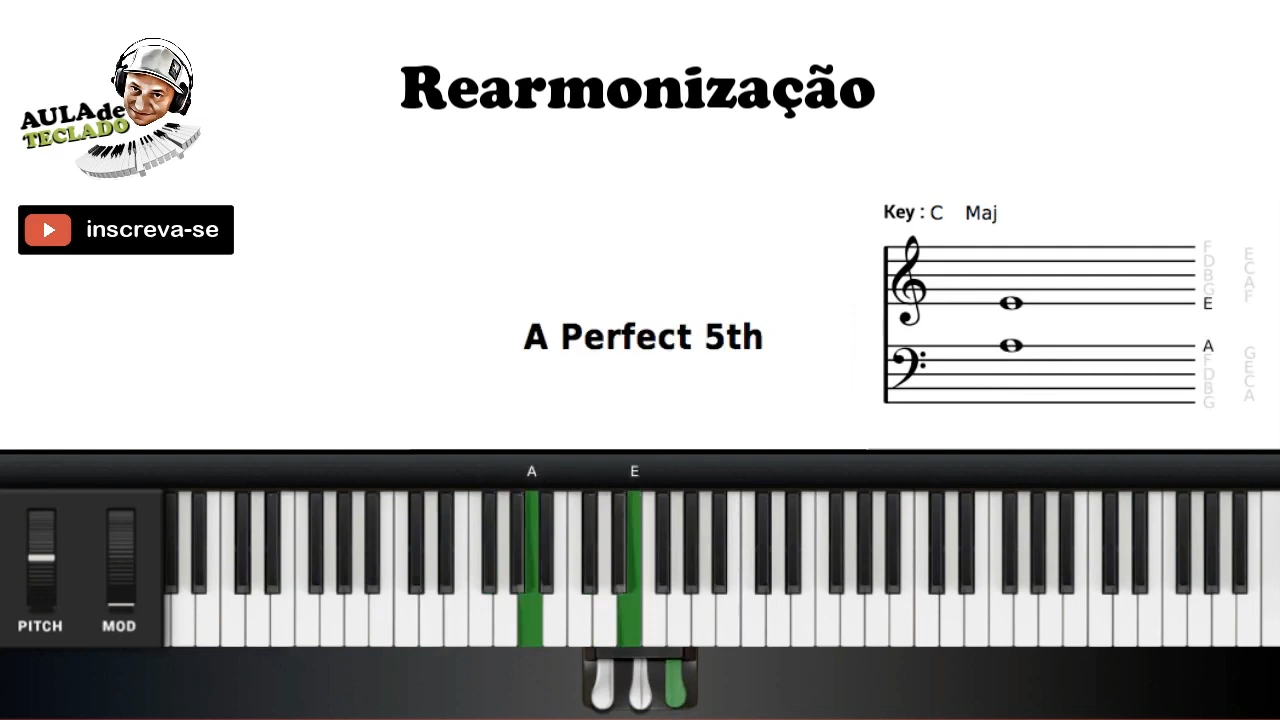 AULA de
TECLADO
Rearmonização
inscreva-se
Key : C Maj
A Perfect 5th
F
D
B
G
E
E
C
A
F
A
F
D
B
G
G
E
C
A
A E
PITCH MOD